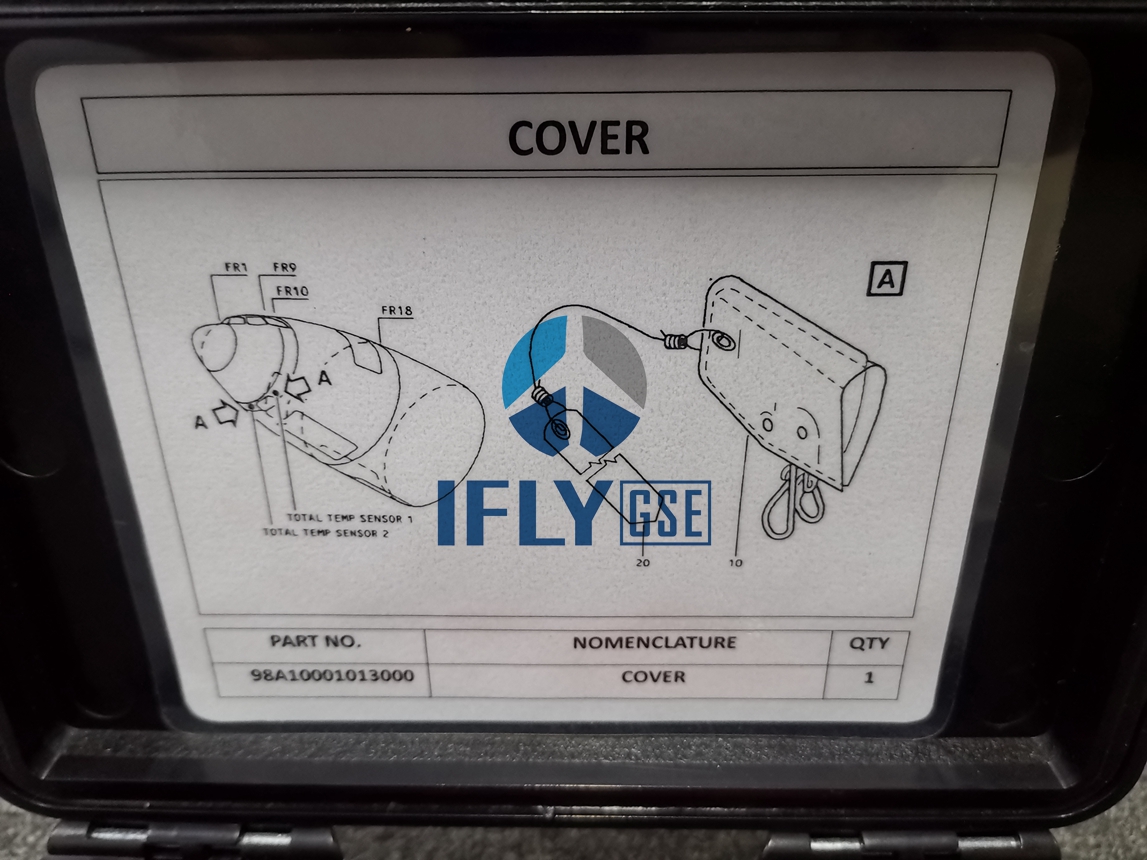 COVER
FR1 FR9
FR10
FR18
A
A
A
TOTAL TEMP SENSOR 1
TOTAL TEMP SENSOR 2
IFLY GSE
20 10
PART NO. NOMENCLATURE QTY
98A10001013000 COVER 1